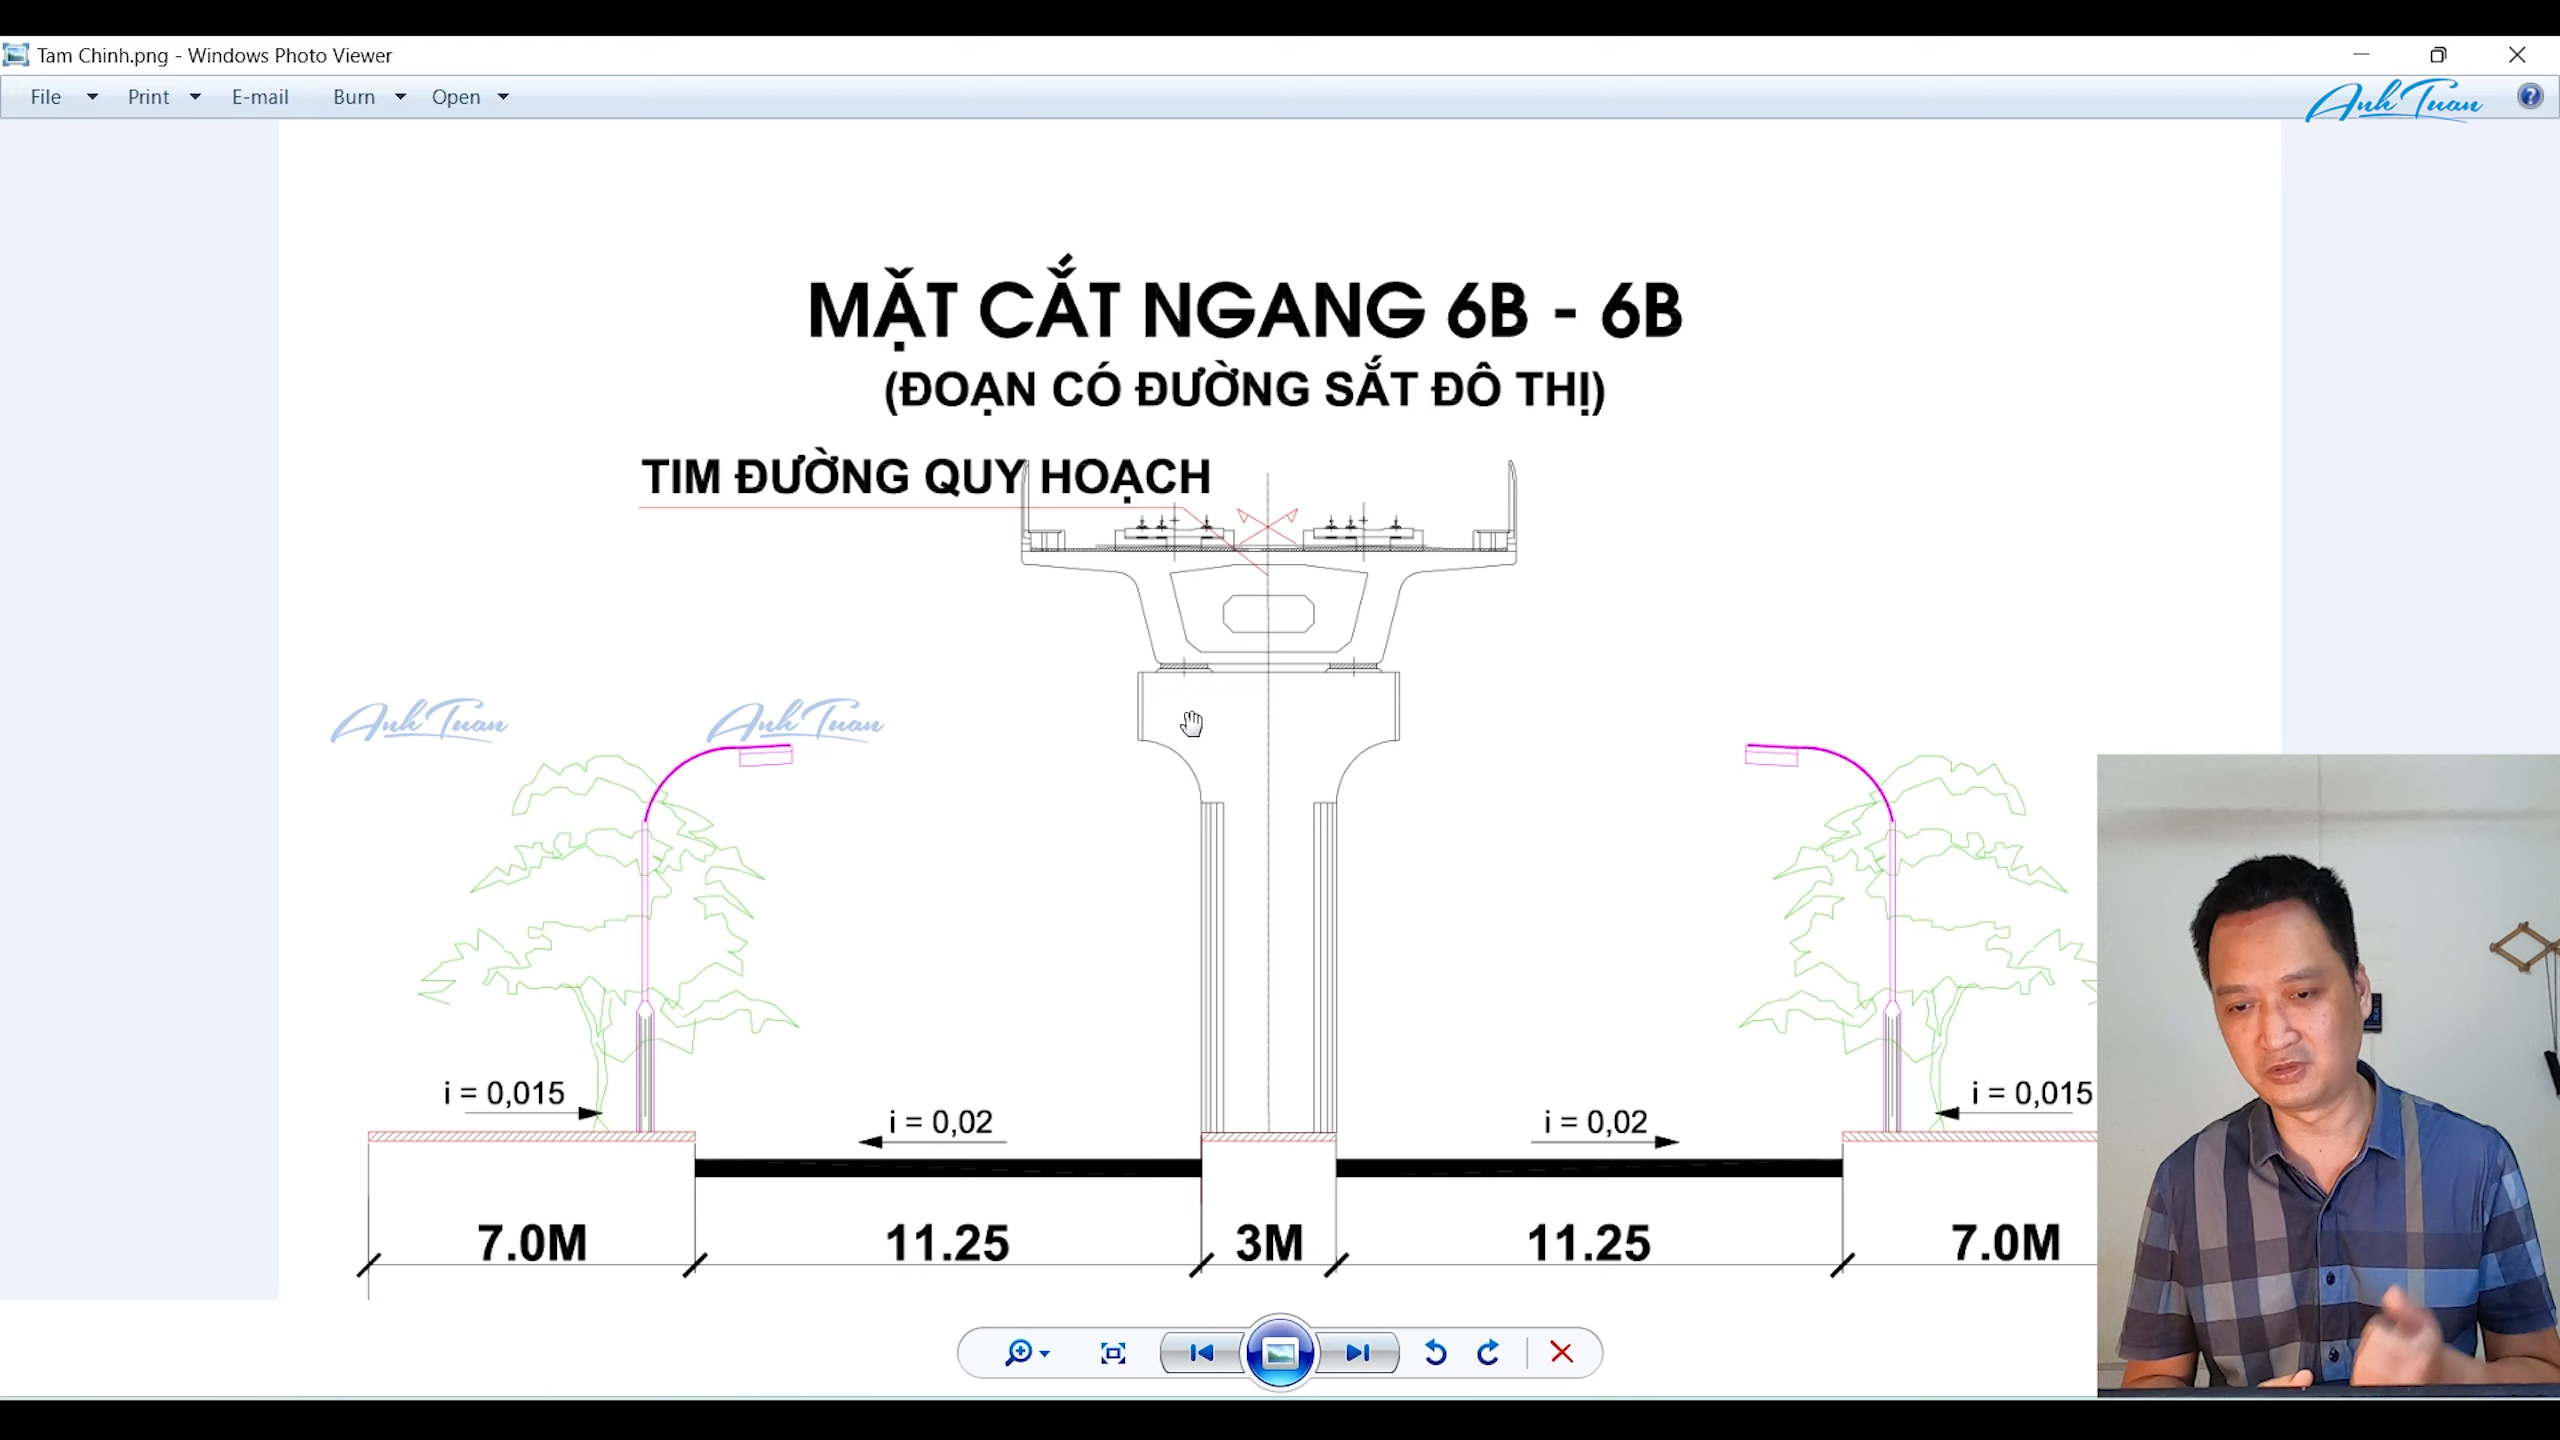 Tam Chinh.png - Windows Photo Viewer
File Print E-mail Burn Open
Anh Tuan
MẶT CẮT NGANG 6B - 6B
(ĐOẠN CÓ ĐƯỜNG SẮT ĐÔ THỊ)
TIM ĐƯỜNG QUY HOẠCH
Anh Tuan Anh Tuan
i = 0,015 i = 0,02 i = 0,02 i = 0,015
7.0M 11.25 3M 11.25 7.0M